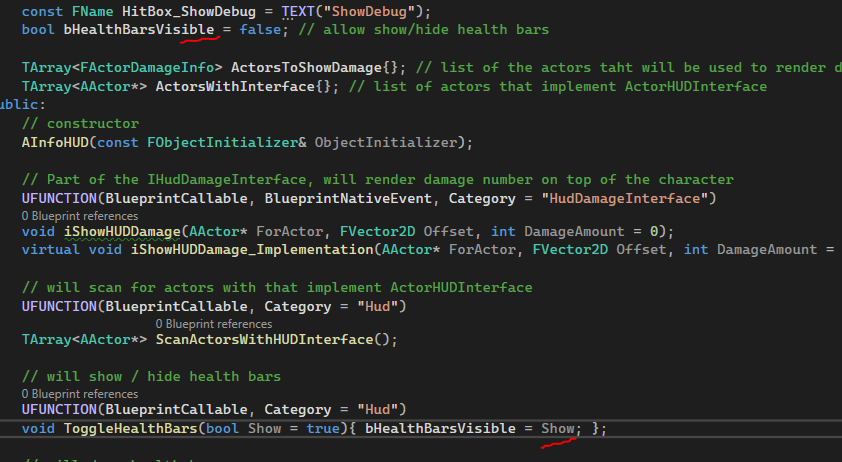 const FName HitBox_ShowDebug = TEXT("ShowDebug");
bool bHealthBarsVisible = false; // allow show/hide health bars
TArray<FActorDamageInfo> ActorsToShowDamage{}; // list of the actors taht will be used to render d
TArray<AActor*> ActorsWithInterface{}; // list of actors that implement ActorHUDInterface
ublic:
// constructor
AInfoHUD(const FObjectInitializer& ObjectInitializer);
// Part of the IHudDamageInterface, will render damage number on top of the character
UFUNCTION(BlueprintCallable, BlueprintNativeEvent, Category = "HudDamageInterface")
0 Blueprint references
void iShowHUDDamage(AActor* ForActor, FVector2D Offset, int DamageAmount = 0);
virtual void iShowHUDDamage_Implementation(AActor* ForActor, FVector2D Offset, int DamageAmount =
// will scan for actors with that implement ActorHUDInterface
UFUNCTION(BlueprintCallable, Category = "Hud")
0 Blueprint references
TArray<AActor*> ScanActorsWithHUDInterface();
// will show / hide health bars
0 Blueprint references
UFUNCTION(BlueprintCallable, Category = "Hud")
void ToggleHealthBars(bool Show = true){ bHealthBarsVisible = Show; };